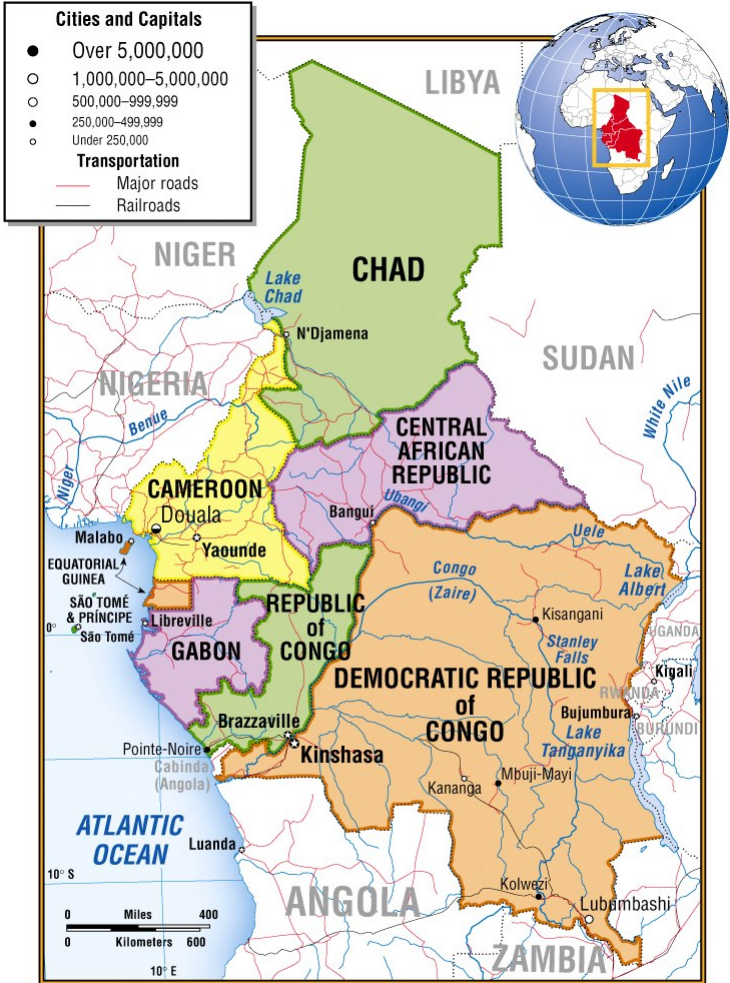 Cities and Capitals
Over 5,000,000
1,000,000–5,000,000
500,000–999,999
250,000–499,999
Under 250,000
Transportation
Major roads
Railroads
LIBYA
NIGER
CHAD
Lake
Chad
N'Djamena
SUDAN
NIGERIA
Benue
White Nile
Niger
CENTRAL
AFRICAN
REPUBLIC
CAMEROON
Douala
Ubangi
Bangui
Malabo
Yaounde
Uele
EQUATORIAL
GUINEA
Congo
(Zaire)
Lake
Albert
SÃO TOMÉ
& PRÍNCIPE
São Tomé
0°
Libreville
REPUBLIC
of
CONGO
Kisangani
Stanley
Falls
UGANDA
GABON
Kigali
RWANDA
DEMOCRATIC REPUBLIC
of
CONGO
Bujumbura
BURUNDI
Lake
Tanganyika
Brazzaville
Pointe-Noire
Kinshasa
Cabinda
(Angola)
Mbuji-Mayi
Kananga
ATLANTIC
OCEAN
Luanda
10° S
Kolwezi
ANGOLA
Lubumbashi
0 Miles 400
0 Kilometers 600
ZAMBIA
10° E